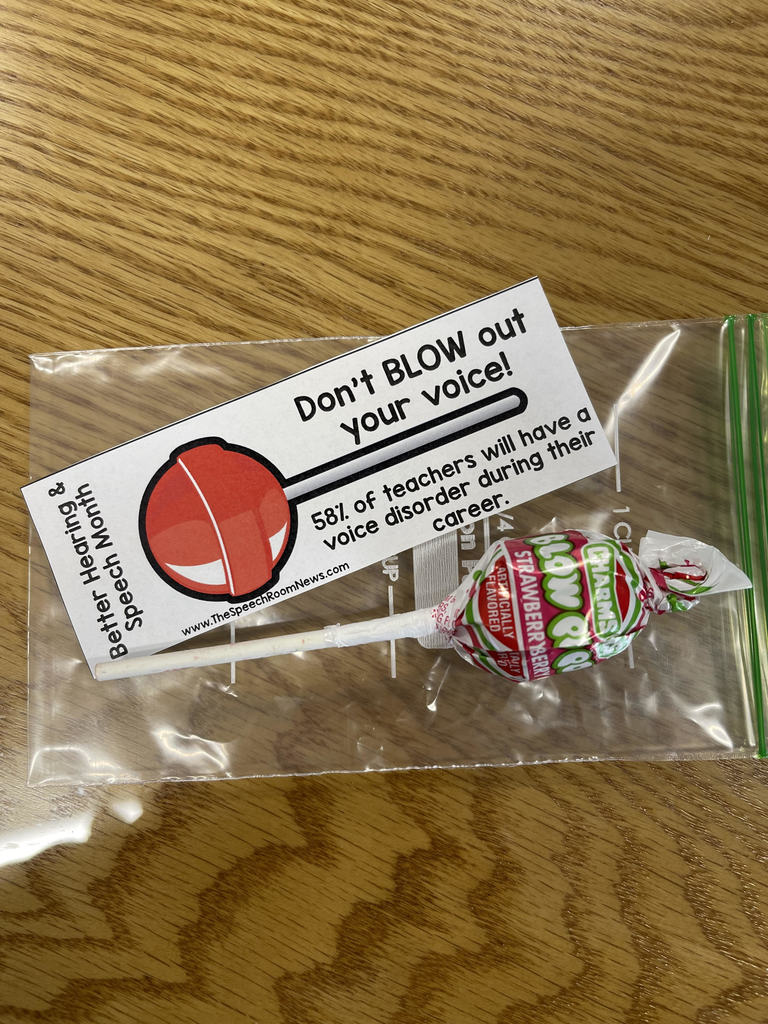 Better Hearing &
Speech Month
Don't BLOW out
your voice!
58% of teachers will have a
voice disorder during their
career.
www.TheSpeechRoomNews.com
CHARMS
BLOW POP
STRAWBERRY BERRY
ARTIFICIALLY
FLAVORED